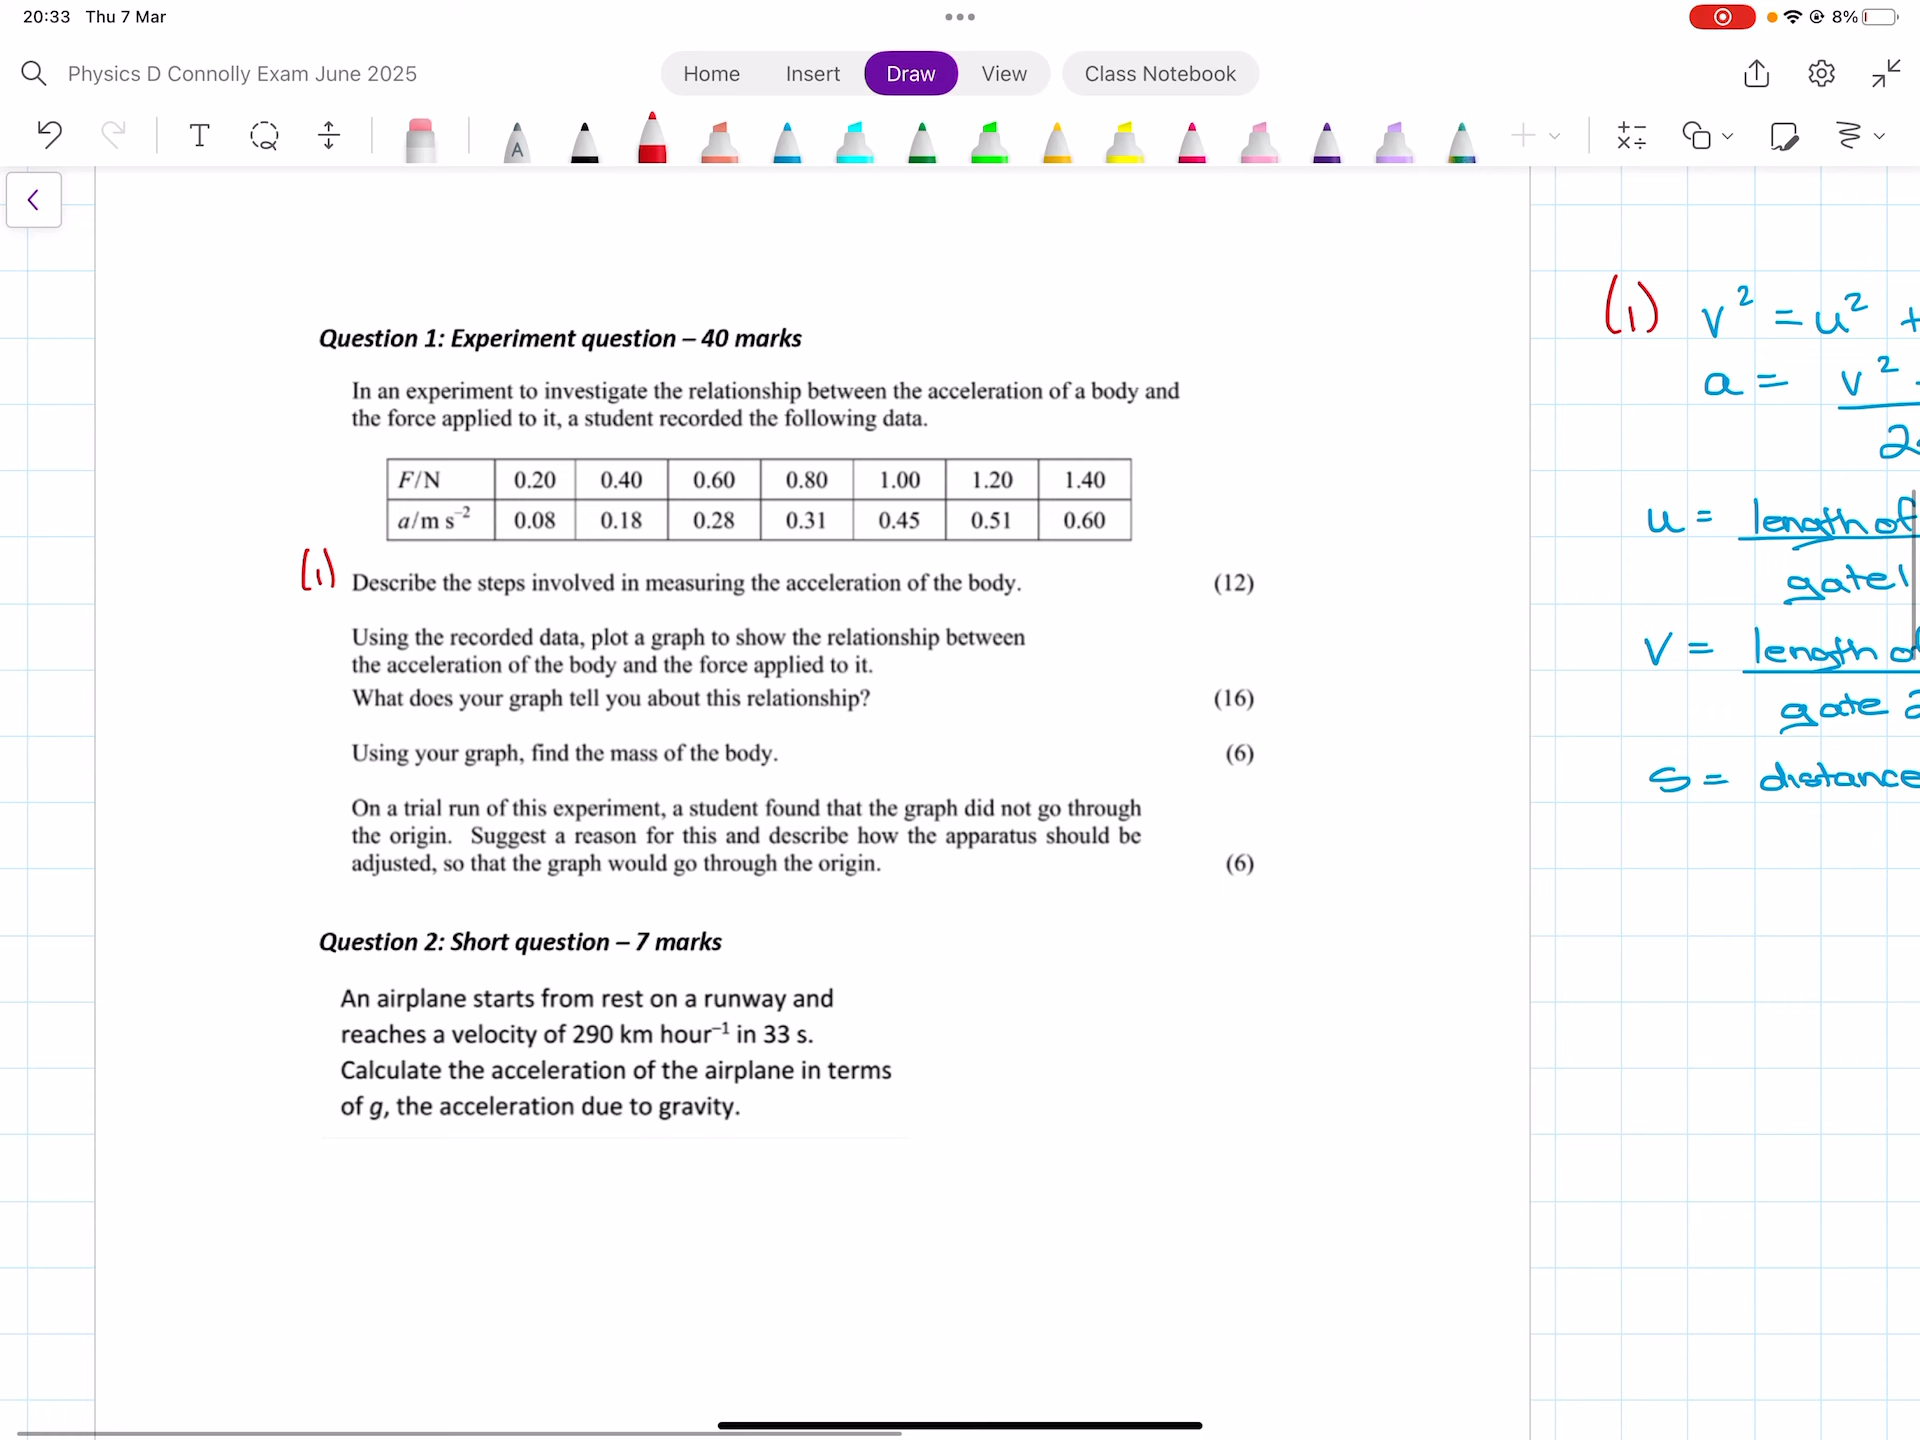 20:33 Thu 7 Mar
8%
Physics D Connolly Exam June 2025
Home Insert Draw View Class Notebook
T
A
Question 1: Experiment question – 40 marks
In an experiment to investigate the relationship between the acceleration of a body and
the force applied to it, a student recorded the following data.
F/N 0.20 0.40 0.60 0.80 1.00 1.20 1.40
a/m s⁻² 0.08 0.18 0.28 0.31 0.45 0.51 0.60
(1) Describe the steps involved in measuring the acceleration of the body. (12)
Using the recorded data, plot a graph to show the relationship between
the acceleration of the body and the force applied to it.
What does your graph tell you about this relationship? (16)
Using your graph, find the mass of the body. (6)
On a trial run of this experiment, a student found that the graph did not go through
the origin. Suggest a reason for this and describe how the apparatus should be
adjusted, so that the graph would go through the origin. (6)
Question 2: Short question – 7 marks
An airplane starts from rest on a runway and
reaches a velocity of 290 km hour⁻¹ in 33 s.
Calculate the acceleration of the airplane in terms
of g, the acceleration due to gravity.
(1) v² = u² +
a = v² -
2
u = length of
gate 1
v = length of
gate 2
s = distance